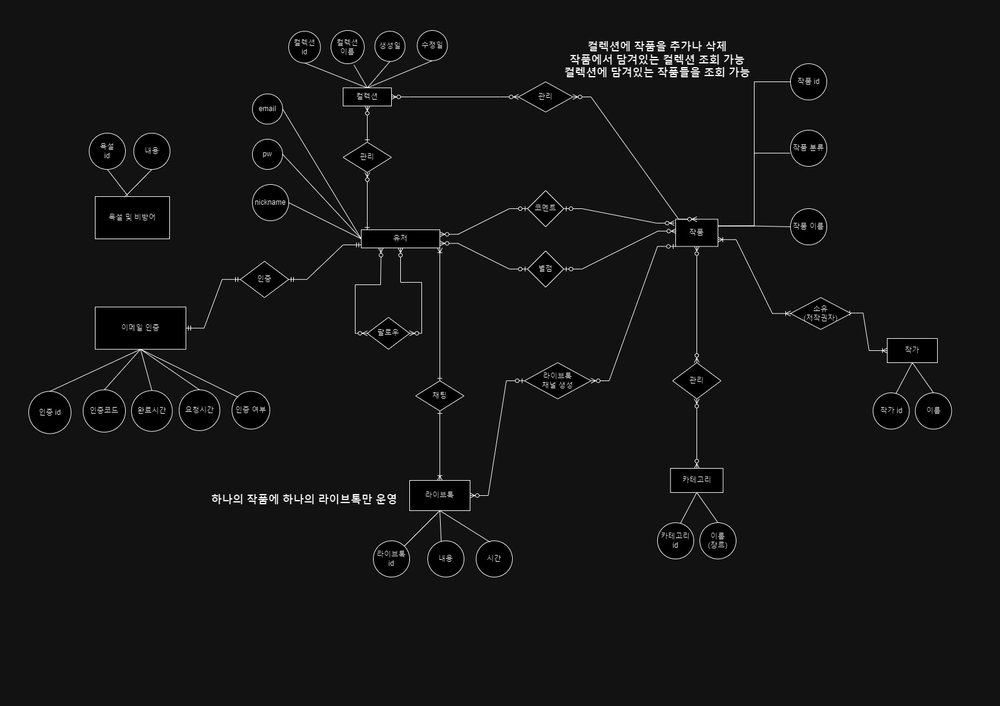 컬렉션
id
컬렉션
이름
생성일
수정일
컬렉션에 작품을 추가나 삭제
작품에서 담겨있는 컬렉션 조회 가능
컬렉션에 담겨있는 작품들을 조회 가능
작품 id
컬렉션
관리
email
욕설
id
내용
pw
관리
작품 분류
nickname
코멘트
욕설 및 비방어
유저
작품
작품 이름
별점
인증
소유
(저작권자)
이메일 인증
팔로우
작가
라이브톡
채널 생성
관리
채팅
인증 id
인증코드
완료시간
요청시간
인증 여부
작가 id
이름
하나의 작품에 하나의 라이브톡만 운영
라이브톡
카테고리
카테고리
id
이름
(장르)
라이브톡
id
내용
시간